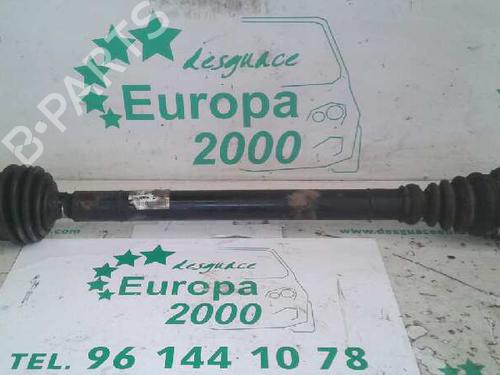 B-PARTS
desguace
Europa
2000
desguace
Europa
2000
TEL. 96 144 10 78